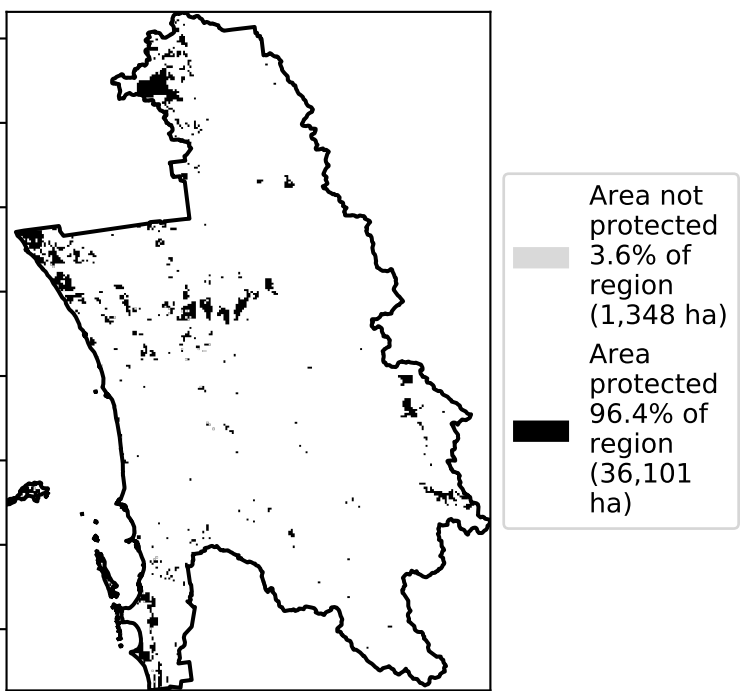 Area not
protected
3.6% of
region
(1,348 ha)
Area
protected
96.4% of
region
(36,101
ha)